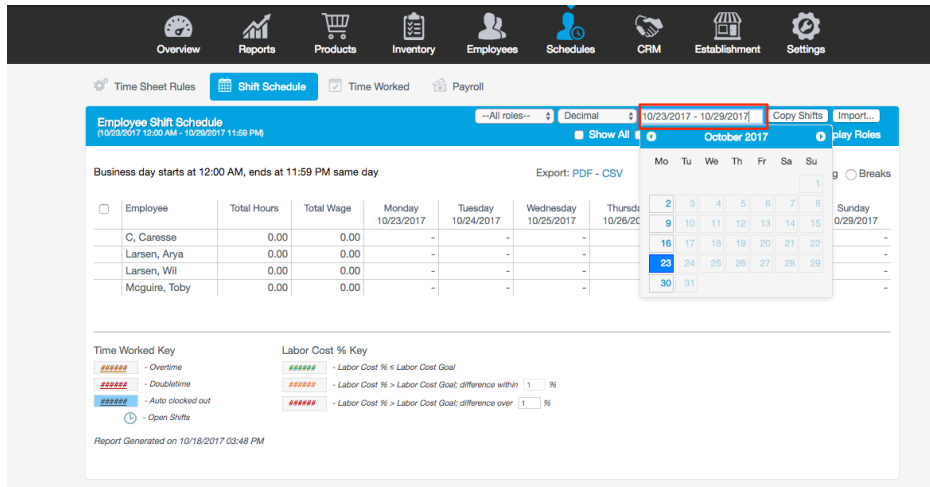 Overview Reports Products Inventory Employees Schedules CRM Establishment Settings
Time Sheet Rules Shift Schedule Time Worked Payroll
Employee Shift Schedule
(10/23/2017 12:00 AM - 10/29/2017 11:59 PM)
--All roles-- Decimal 10/23/2017 - 10/29/2017 Copy Shifts Import...
Show All play Roles
October 2017
Mo Tu We Th Fr Sa Su
1
2 3 4 5 6 7 8
9 10 11 12 13 14 15
16 17 18 19 20 21 22
23 24 25 26 27 28 29
30 31
Business day starts at 12:00 AM, ends at 11:59 PM same day
Export: PDF - CSV
g Breaks
Employee Total Hours Total Wage Monday Tuesday Wednesday Thursd Sunday
10/23/2017 10/24/2017 10/25/2017 10/26/20 0/29/2017
C, Caresse 0.00 0.00 - - - -
Larsen, Arya 0.00 0.00 - - - -
Larsen, Wil 0.00 0.00 - - - -
Mcguire, Toby 0.00 0.00 - - - -
Time Worked Key
###### - Overtime
###### - Doubletime
###### - Auto clocked out
- Open Shifts
Labor Cost % Key
###### - Labor Cost % ≤ Labor Cost Goal
###### - Labor Cost % > Labor Cost Goal; difference within 1 %
###### - Labor Cost % > Labor Cost Goal; difference over 1 %
Report Generated on 10/18/2017 03:48 PM